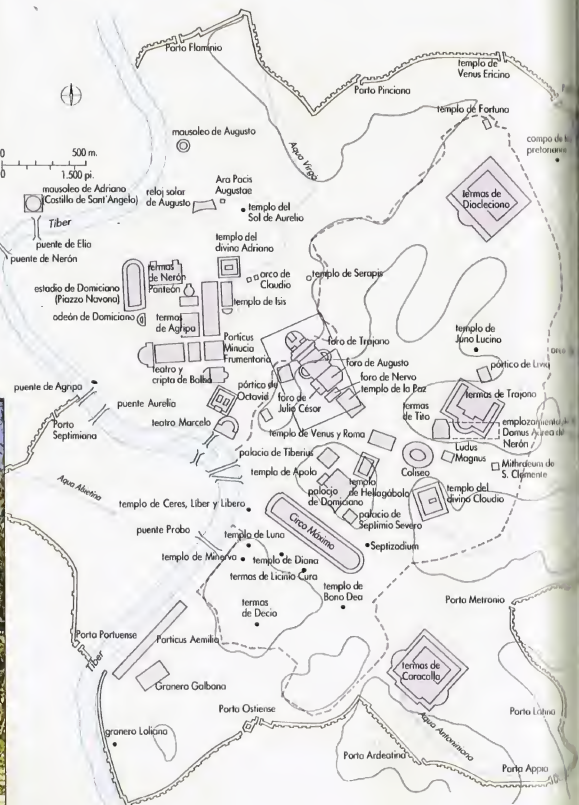 Porta Flaminio
templo de
Venus Ericino
Porta Pinciana
templo de Fortuna
Aqua Virgo
compo de
pretoriano
mausoleo de Augusto
0 500 m.
0 1.500 pi.
mausoleo de Adriano
(Castillo de Sant'Angelo)
reloj solar
de Augusto
Ara Pacis
Augustae
templo del
Sol de Aurelio
termas de
Diocleciano
Tiber
puente de Elio
puente de Nerón
templo del
divino Adriano
arco de
Claudio
templo de Serapis
estadio de Domiciano
(Piazza Navona)
termas
de Nerón
Panteón
templo de Isis
odeón de Domiciano
termas
de Agripa
Porticus
Minucia
Frumentaria
foro de Trajano
templo de
Juno Lucina
foro de Augusto
pórtico de Livia
foro de Nervo
templo de la Paz
teatro y
cripta de Balba
pórtico de
Octavia
foro de
Julio César
termas
de Tito
termas de Trajano
puente de Agripa
puente Aurelio
Porta
Septimiana
teatro Marcelo
templo de Venus y Roma
emplazamiento de
Domus Aurea de
Nerón
palacio de Tiberius
Ludus
Magnus
Mithraeum de
S. Clemente
Aqua Alsietina
templo de Apolo
templo
de Heliogábolo
Coliseo
palacio
de Domiciano
templo del
divino Claudio
templo de Ceres, Liber y Libero
palacio de
Septimio Severo
Circo Máximo
puente Probo
templo de Luna
Septizodium
templo de Minerva
templo de Diana
termas de Licinio Cura
templo de
Bona Dea
termas
de Decio
Porta Metronia
Porta Portuense
Porticus Aemilia
Tiber
termas de
Caracalla
Granero Galbana
Porta Ostiense
Porta Latina
granero Loliano
Aqua Antoniniana
Porta Ardeatina
Porta Appia